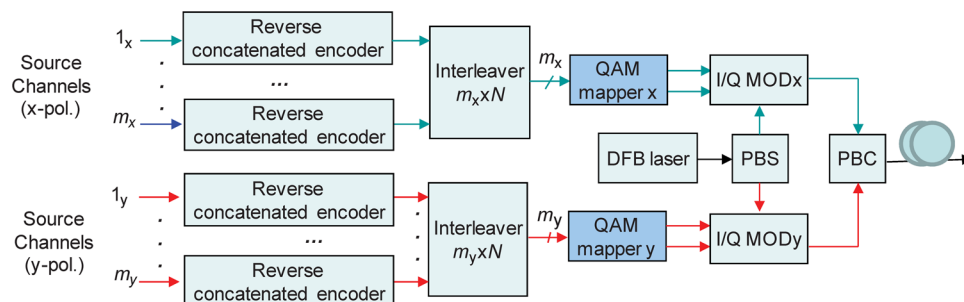 Source
Channels
(x-pol.)
1x
mx
Reverse
concatenated encoder
...
Reverse
concatenated encoder
Interleaver
mxxN
mx
QAM
mapper x
I/Q MODx
DFB laser
PBS
PBC
Source
Channels
(y-pol.)
1y
my
Reverse
concatenated encoder
...
Reverse
concatenated encoder
Interleaver
myxN
my
QAM
mapper y
I/Q MODy